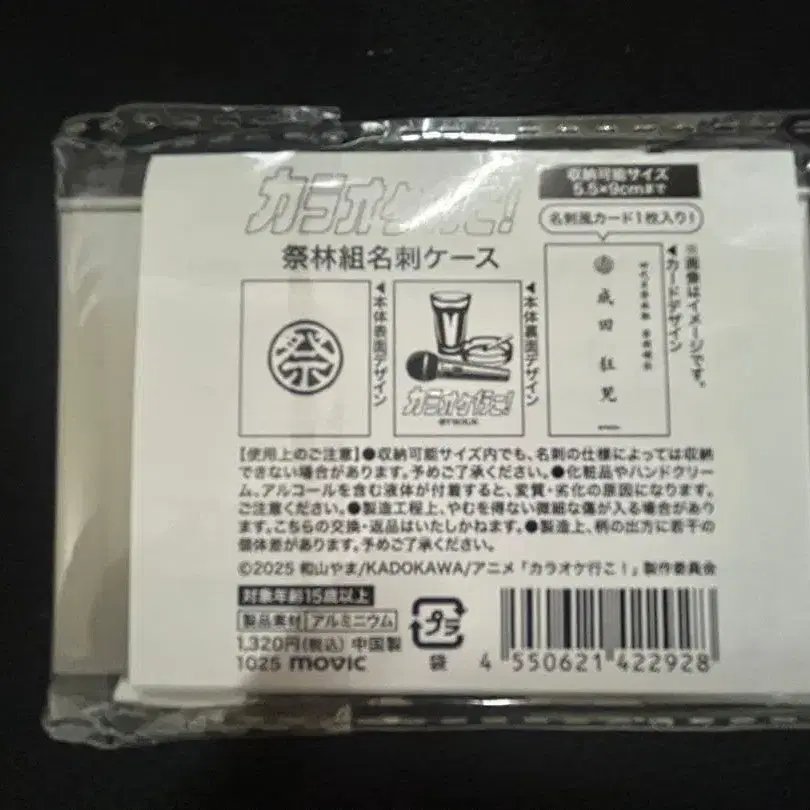 カラオケ行こ!
祭林組名刺ケース
収納可能サイズ
5.5×9cmまで
名刺風カード1枚入り!
◀本体表面デザイン
祭
◀本体裏面デザイン
カラオケ行こ!
◀カードデザイン
※画像はイメージです。
成田狂児
【使用上のご注意】●収納可能サイズ内でも、名刺の仕様によっては収納
できない場合があります。予めご了承ください。●化粧品やハンドクリー
ム、アルコールを含む液体が付着すると、変質・劣化の原因になります。
ご注意ください。●製造工程上、やむを得ない微細な傷が入る場合があり
ます。こちらの交換・返品はいたしかねます。●製造上、柄の出方に若干の
個体差があります。予めご了承ください。
©2025 和山やま/KADOKAWA/アニメ「カラオケ行こ!」製作委員会
対象年齢15歳以上
製品素材 アルミニウム
1,320円(税込) 中国製
1025 movic
プラ
袋
4 550621 422928